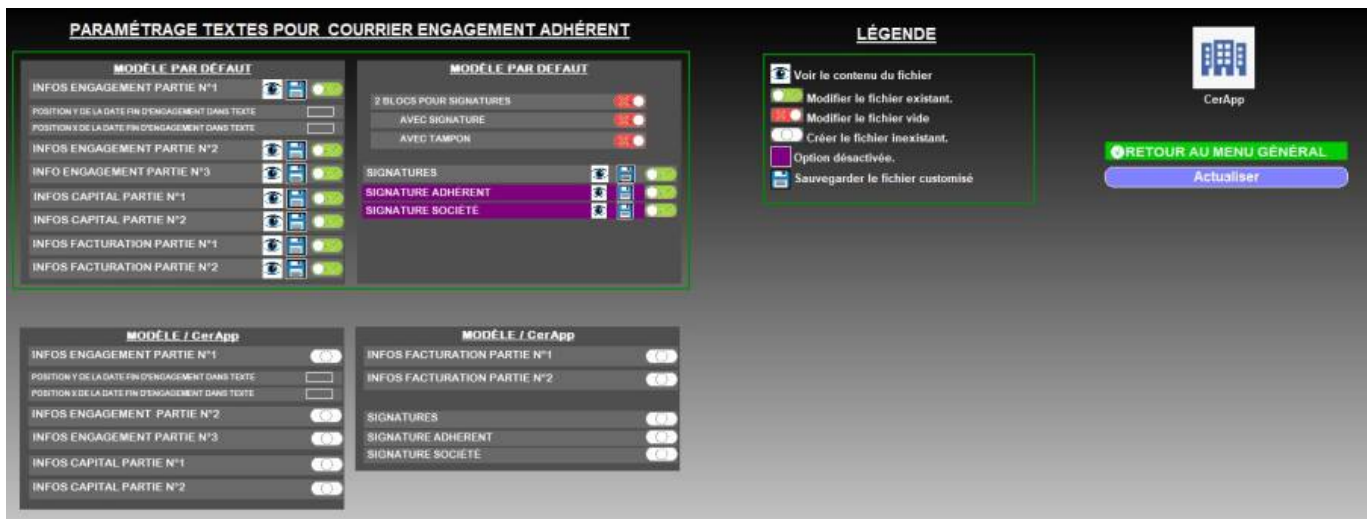 PARAMÉTRAGE TEXTES POUR COURRIER ENGAGEMENT ADHÉRENT
MODÈLE PAR DÉFAUT
INFOS ENGAGEMENT PARTIE N°1
POSITION Y DE LA DATE FIN D'ENGAGEMENT DANS TEXTE
POSITION X DE LA DATE FIN D'ENGAGEMENT DANS TEXTE
INFOS ENGAGEMENT PARTIE N°2
INFO ENGAGEMENT PARTIE N°3
INFOS CAPITAL PARTIE N°1
INFOS CAPITAL PARTIE N°2
INFOS FACTURATION PARTIE N°1
INFOS FACTURATION PARTIE N°2
MODÈLE PAR DEFAUT
2 BLOCS POUR SIGNATURES
AVEC SIGNATURE
AVEC TAMPON
SIGNATURES
SIGNATURE ADHÉRENT
SIGNATURE SOCIÉTÉ
LÉGENDE
Voir le contenu du fichier
Modifier le fichier existant.
Modifier le fichier vide
Créer le fichier inexistant.
Option désactivée.
Sauvegarder le fichier customisé
CerApp
RETOUR AU MENU GÉNÉRAL
Actualiser
MODÈLE / CerApp
INFOS ENGAGEMENT PARTIE N°1
POSITION Y DE LA DATE FIN D'ENGAGEMENT DANS TEXTE
POSITION X DE LA DATE FIN D'ENGAGEMENT DANS TEXTE
INFOS ENGAGEMENT PARTIE N°2
INFOS ENGAGEMENT PARTIE N°3
INFOS CAPITAL PARTIE N°1
INFOS CAPITAL PARTIE N°2
MODÈLE / CerApp
INFOS FACTURATION PARTIE N°1
INFOS FACTURATION PARTIE N°2
SIGNATURES
SIGNATURE ADHERENT
SIGNATURE SOCIÉTÉ